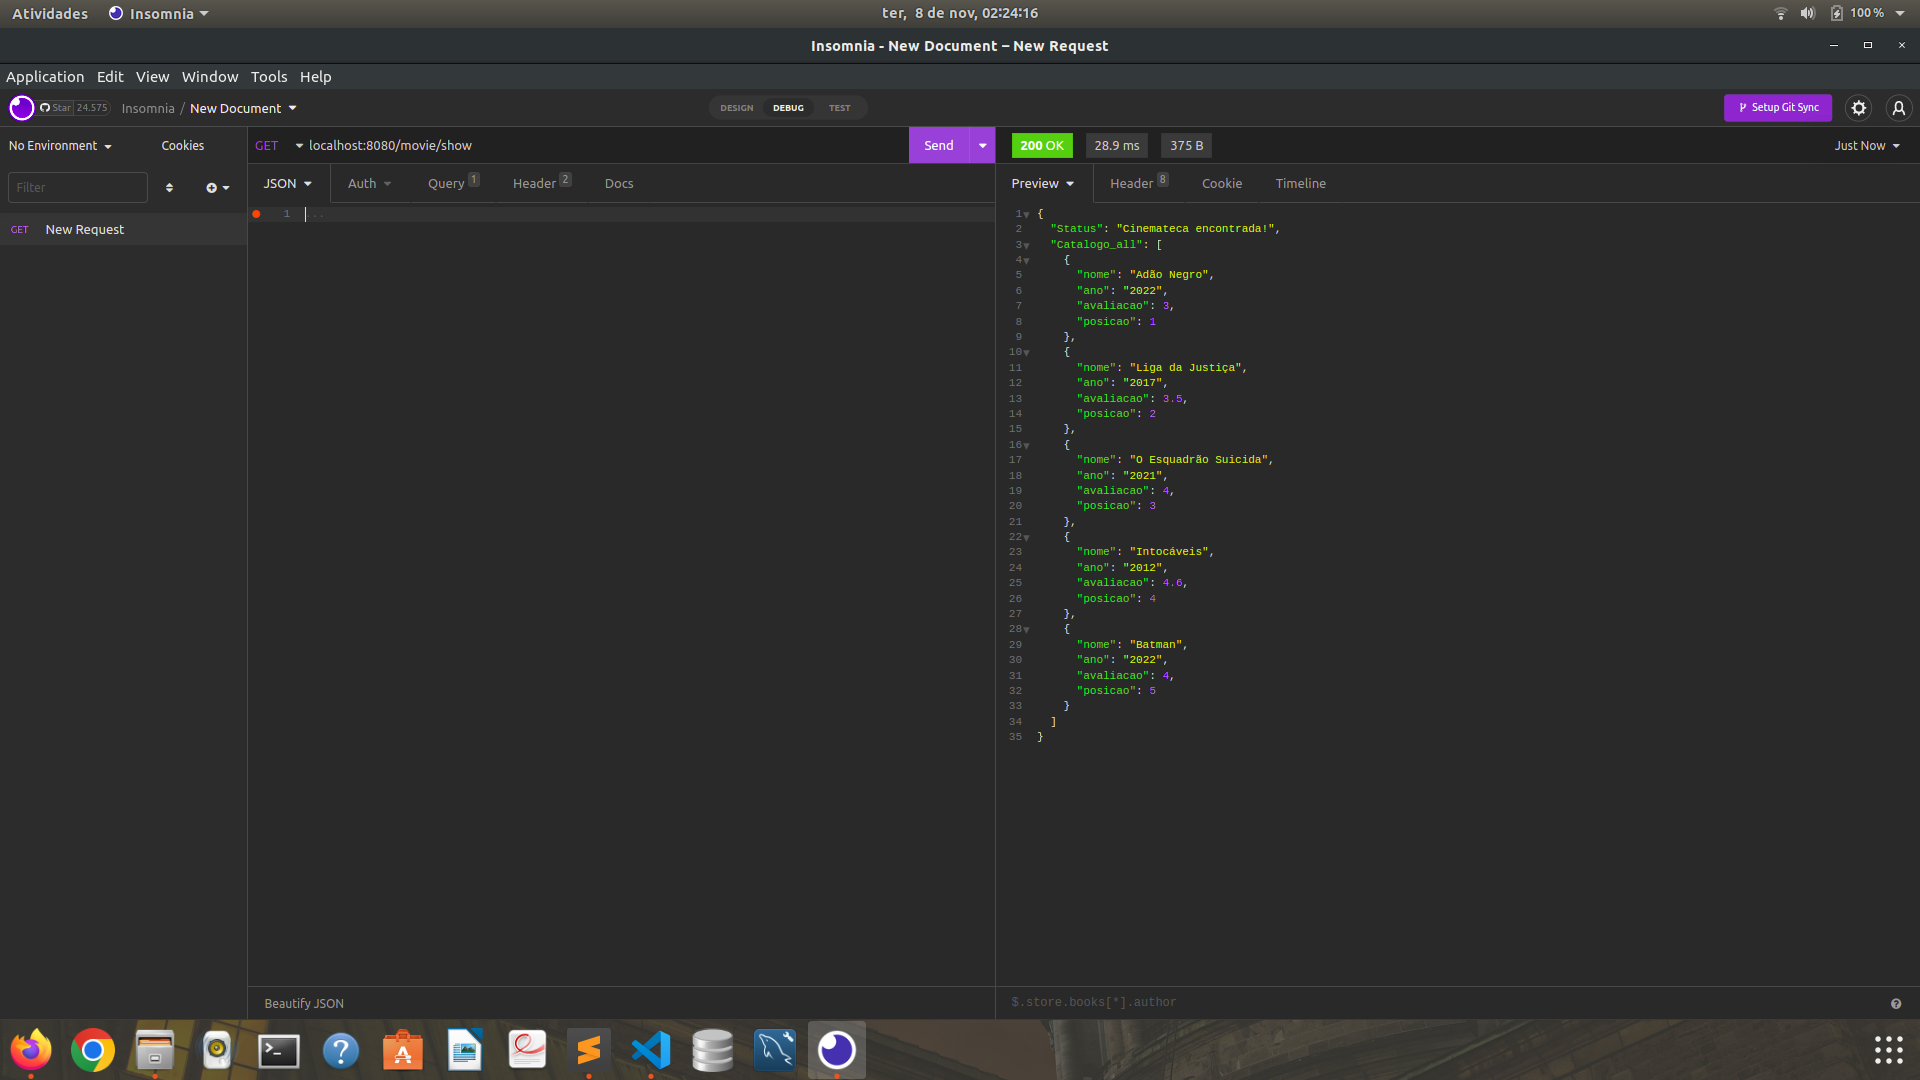 Atividades Insomnia ter, 8 de nov, 02:24:16 100 %
Insomnia - New Document – New Request
Application Edit View Window Tools Help
Star 24.575 Insomnia / New Document DESIGN DEBUG TEST Setup Git Sync
No Environment Cookies GET localhost:8080/movie/show Send 200 OK 28.9 ms 375 B Just Now
Filter JSON Auth Query 1 Header 2 Docs Preview Header 8 Cookie Timeline
GET New Request
1 ...
1 {
2 "Status": "Cinemateca encontrada!",
3 "Catalogo_all": [
4 {
5 "nome": "Adão Negro",
6 "ano": "2022",
7 "avaliacao": 3,
8 "posicao": 1
9 },
10 {
11 "nome": "Liga da Justiça",
12 "ano": "2017",
13 "avaliacao": 3.5,
14 "posicao": 2
15 },
16 {
17 "nome": "O Esquadrão Suicida",
18 "ano": "2021",
19 "avaliacao": 4,
20 "posicao": 3
21 },
22 {
23 "nome": "Intocáveis",
24 "ano": "2012",
25 "avaliacao": 4.6,
26 "posicao": 4
27 },
28 {
29 "nome": "Batman",
30 "ano": "2022",
31 "avaliacao": 4,
32 "posicao": 5
33 }
34 ]
35 }
Beautify JSON $.store.books[*].author